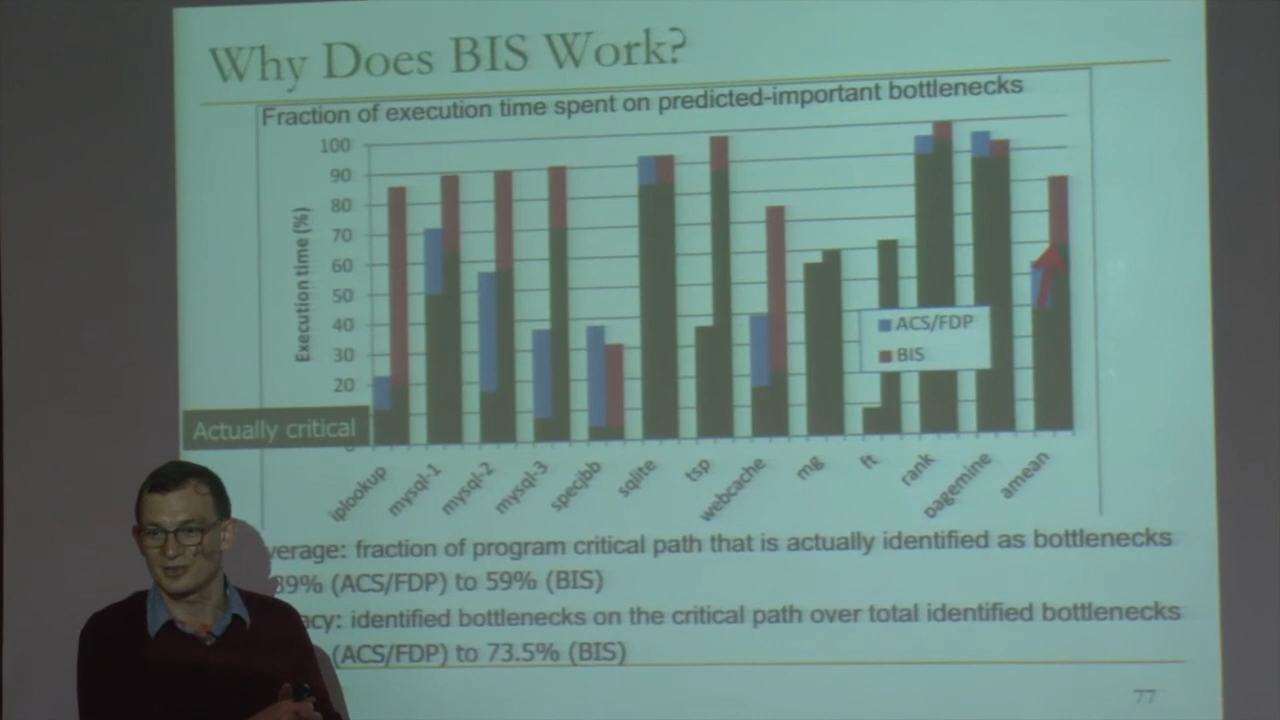 Why Does BIS Work?
Fraction of execution time spent on predicted-important bottlenecks
100
90
80
70
60
50
40
30
20
Execution time (%)
ACS/FDP
BIS
Actually critical
iplookup
mysql-1
mysql-2
mysql-3
specjbb
sqlite
tsp
webcache
mg
ft
rank
pagemine
amean
verage: fraction of program critical path that is actually identified as bottlenecks
39% (ACS/FDP) to 59% (BIS)
acy: identified bottlenecks on the critical path over total identified bottlenecks
(ACS/FDP) to 73.5% (BIS)
77